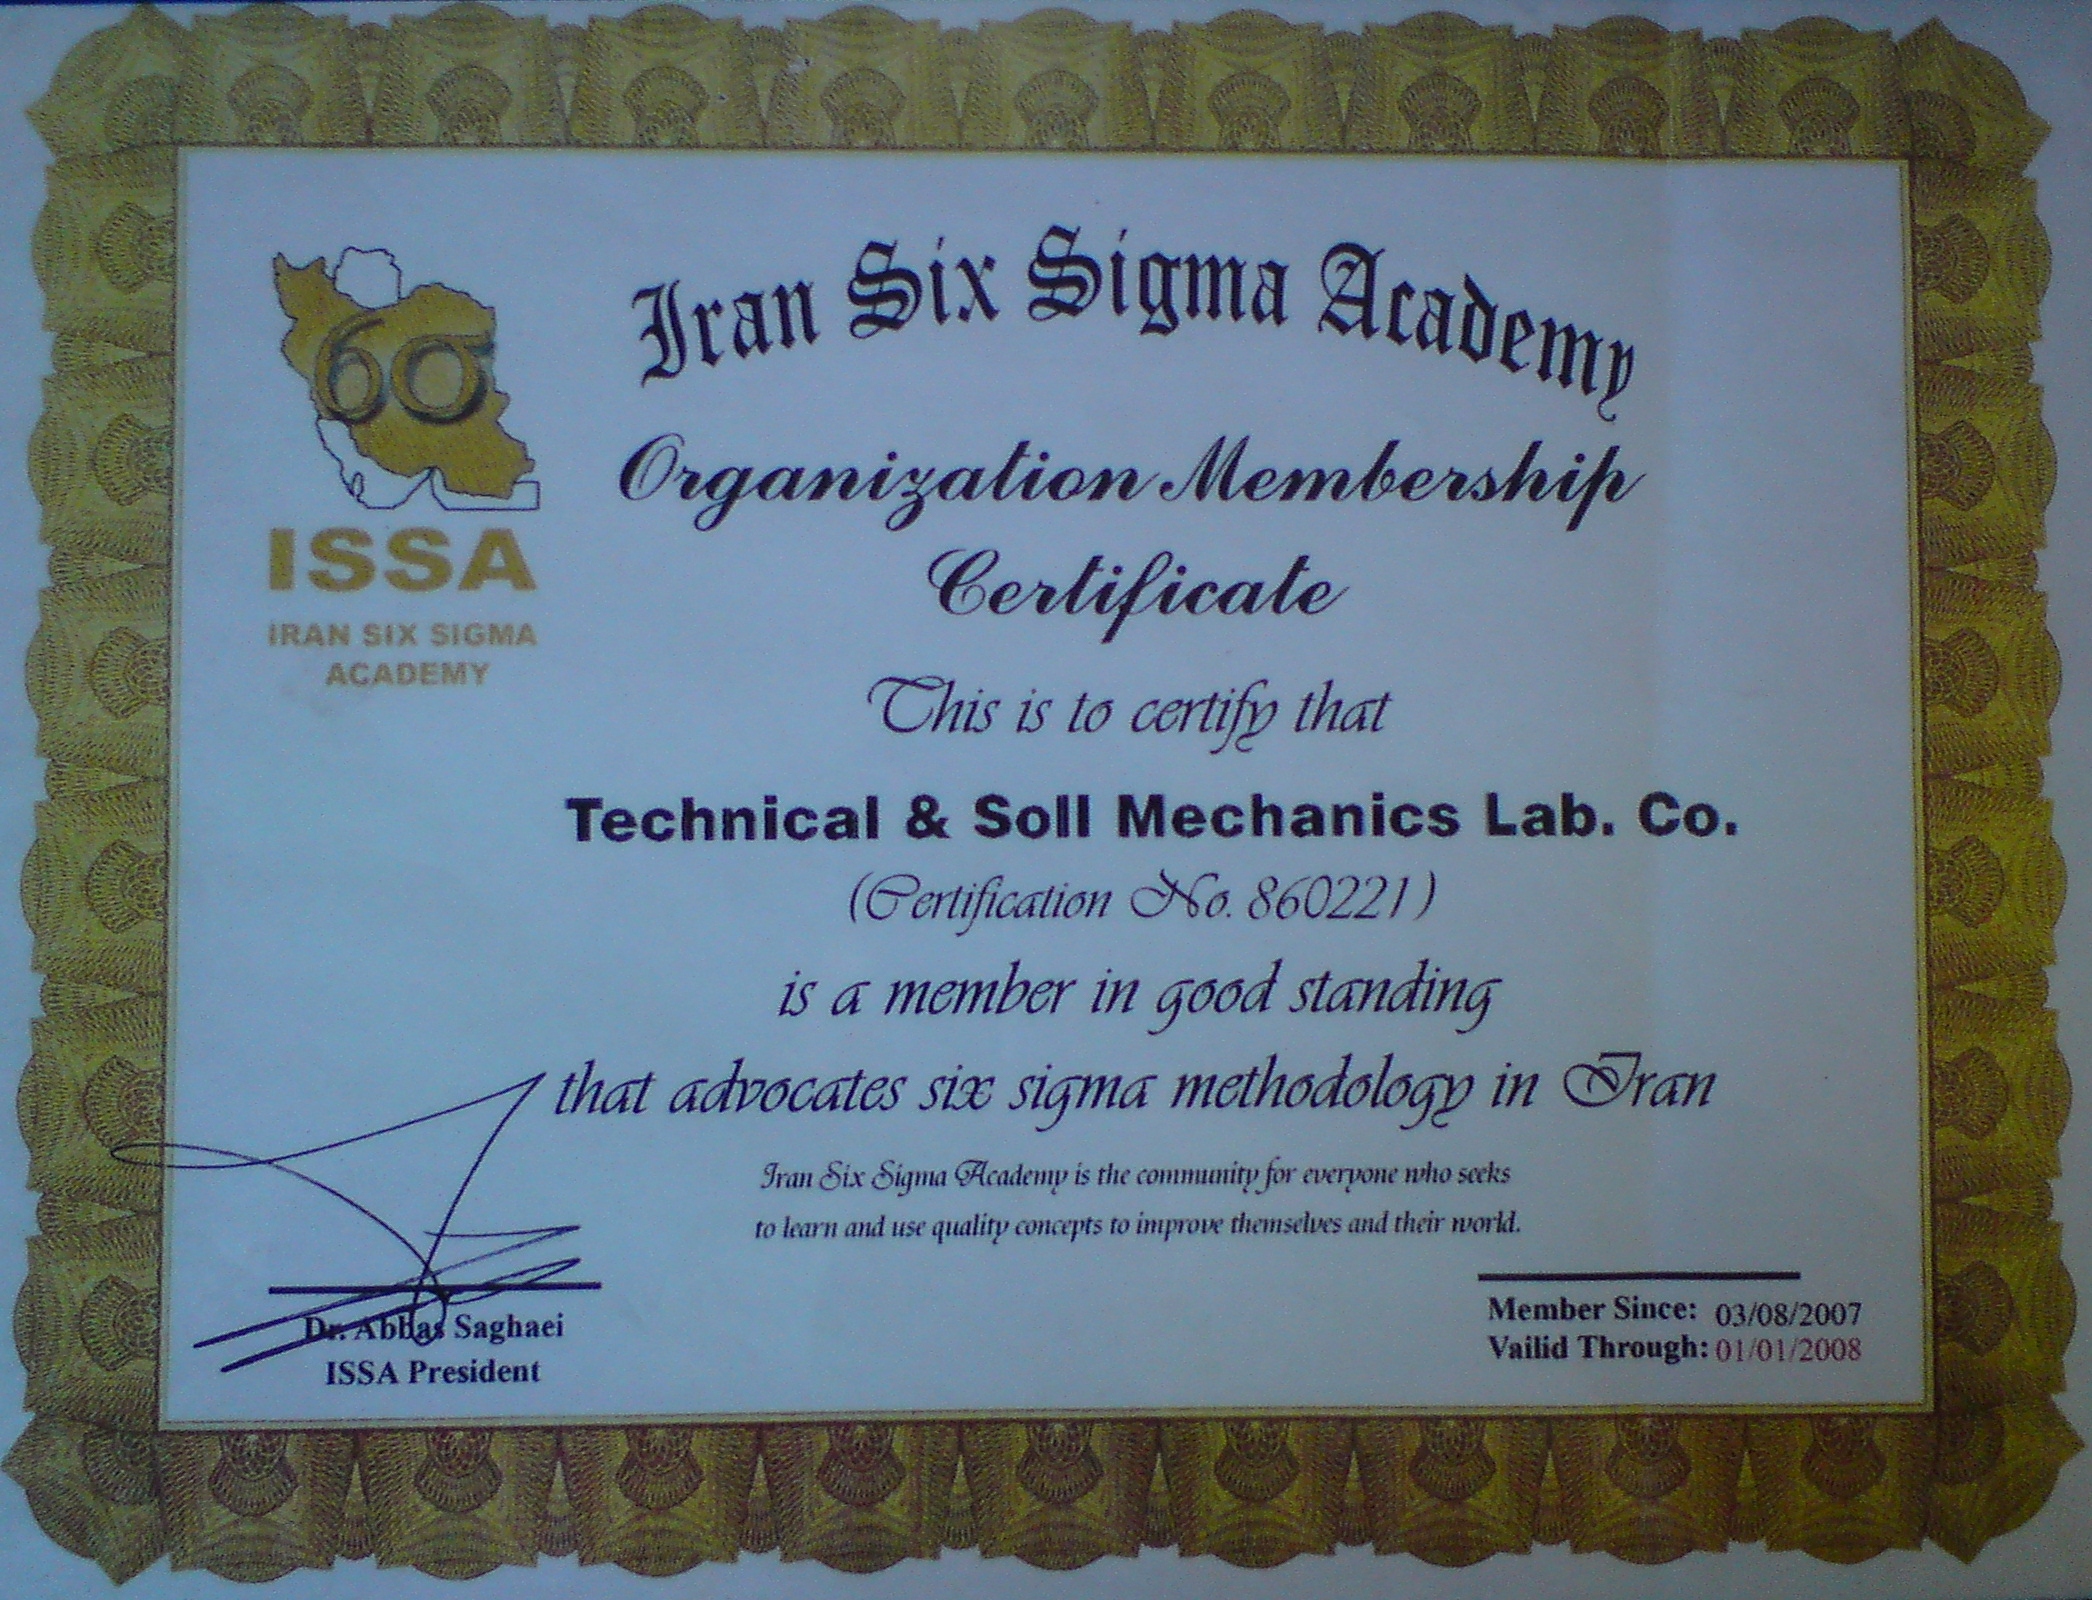 Iran Six Sigma Academy
6σ
ISSA
IRAN SIX SIGMA
ACADEMY
Organization Membership
Certificate
This is to certify that
Technical & Soll Mechanics Lab. Co.
(Certification No. 860221)
is a member in good standing
that advocates six sigma methodology in Iran
Iran Six Sigma Academy is the community for everyone who seeks
to learn and use quality concepts to improve themselves and their world.
Dr. Abbas Saghaei
ISSA President
Member Since: 03/08/2007
Vailid Through: 01/01/2008